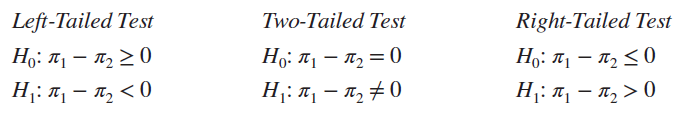 Left-Tailed Test Two-Tailed Test Right-Tailed Test
H₀: π₁ − π₂ ≥ 0 H₀: π₁ − π₂ = 0 H₀: π₁ − π₂ ≤ 0
H₁: π₁ − π₂ < 0 H₁: π₁ − π₂ ≠ 0 H₁: π₁ − π₂ > 0